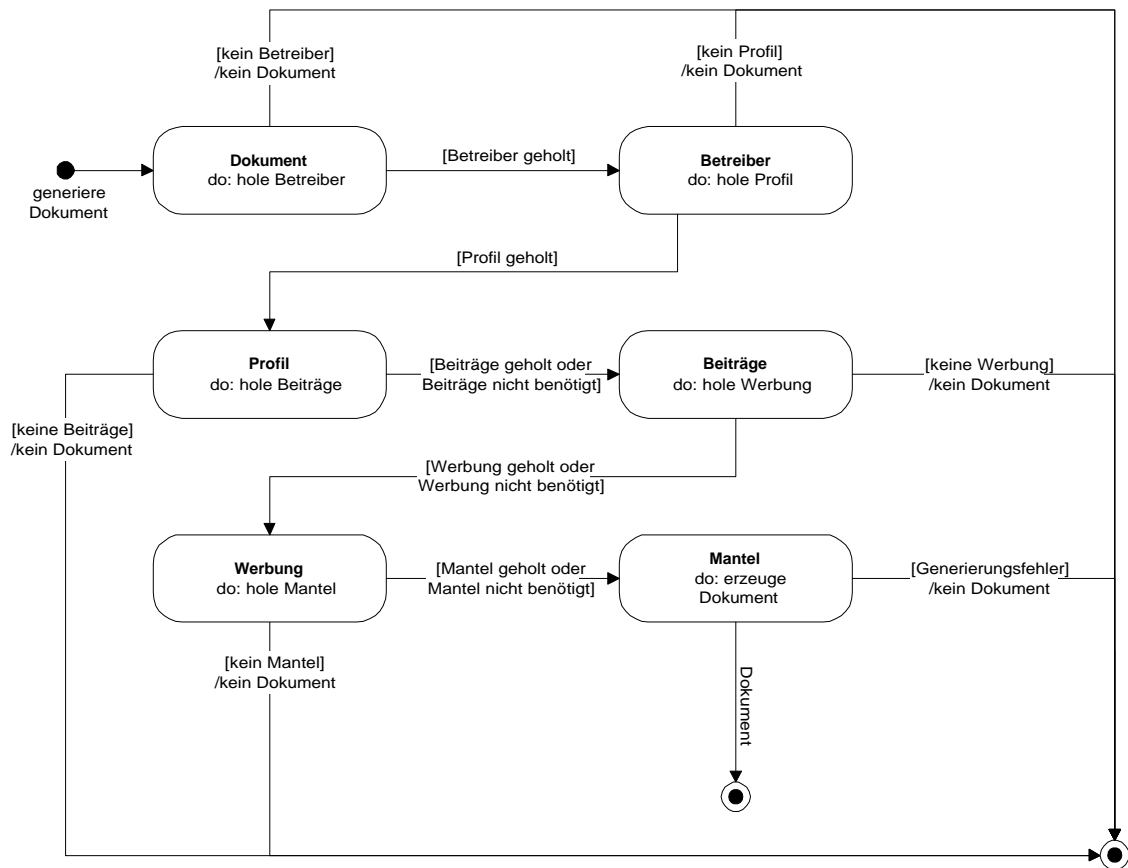 [kein Betreiber]
/kein Dokument
[kein Profil]
/kein Dokument
Dokument
do: hole Betreiber
[Betreiber geholt]
Betreiber
do: hole Profil
generiere
Dokument
[Profil geholt]
Profil
do: hole Beiträge
[Beiträge geholt oder
Beiträge nicht benötigt]
Beiträge
do: hole Werbung
[keine Werbung]
/kein Dokument
[keine Beiträge]
/kein Dokument
[Werbung geholt oder
Werbung nicht benötigt]
Werbung
do: hole Mantel
[Mantel geholt oder
Mantel nicht benötigt]
Mantel
do: erzeuge
Dokument
[Generierungsfehler]
/kein Dokument
[kein Mantel]
/kein Dokument
Dokument